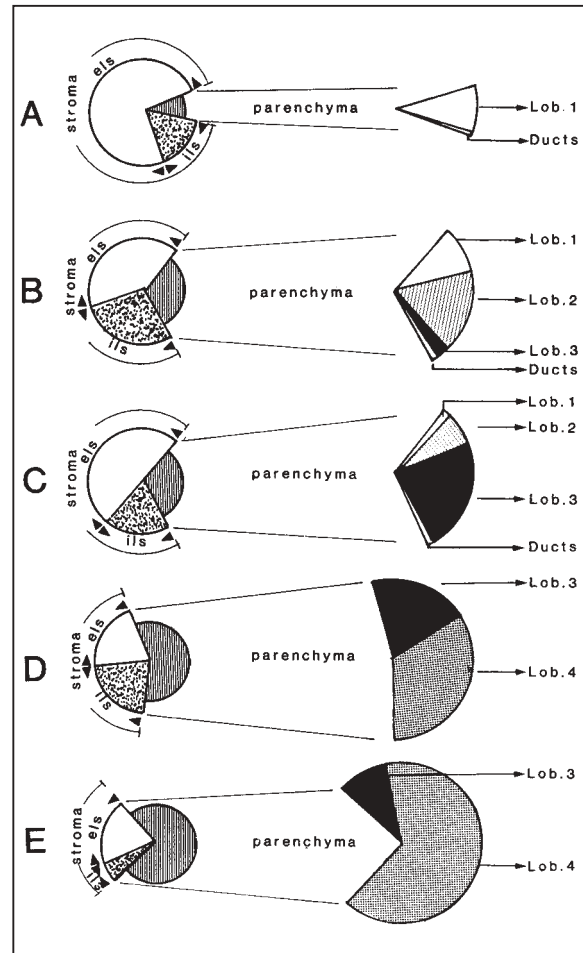 A
stroma
els
ils
parenchyma
Lob.1
Ducts
B
stroma
els
ils
parenchyma
Lob.1
Lob.2
Lob.3
Ducts
C
stroma
els
ils
parenchyma
Lob.1
Lob.2
Lob.3
Ducts
D
stroma
els
ils
parenchyma
Lob.3
Lob.4
E
stroma
els
ils
parenchyma
Lob.3
Lob.4